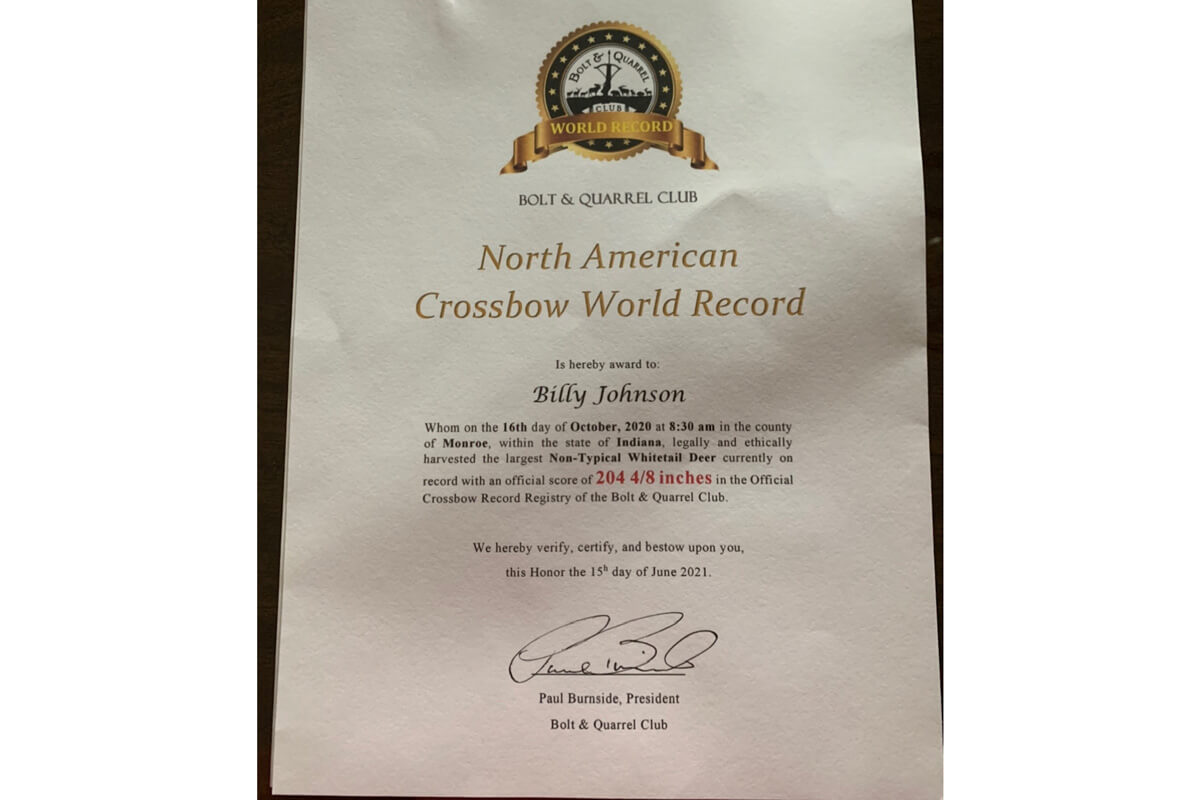 BOLT & QUARREL
CLUB
WORLD RECORD
BOLT & QUARREL CLUB
North American
Crossbow World Record
Is hereby award to:
Billy Johnson
Whom on the 16th day of October, 2020 at 8:30 am in the county
of Monroe, within the state of Indiana, legally and ethically
harvested the largest Non-Typical Whitetail Deer currently on
record with an official score of 204 4/8 inches in the Official
Crossbow Record Registry of the Bolt & Quarrel Club.
We hereby verify, certify, and bestow upon you,
this Honor the 15h day of June 2021.
Paul Burnside, President
Bolt & Quarrel Club